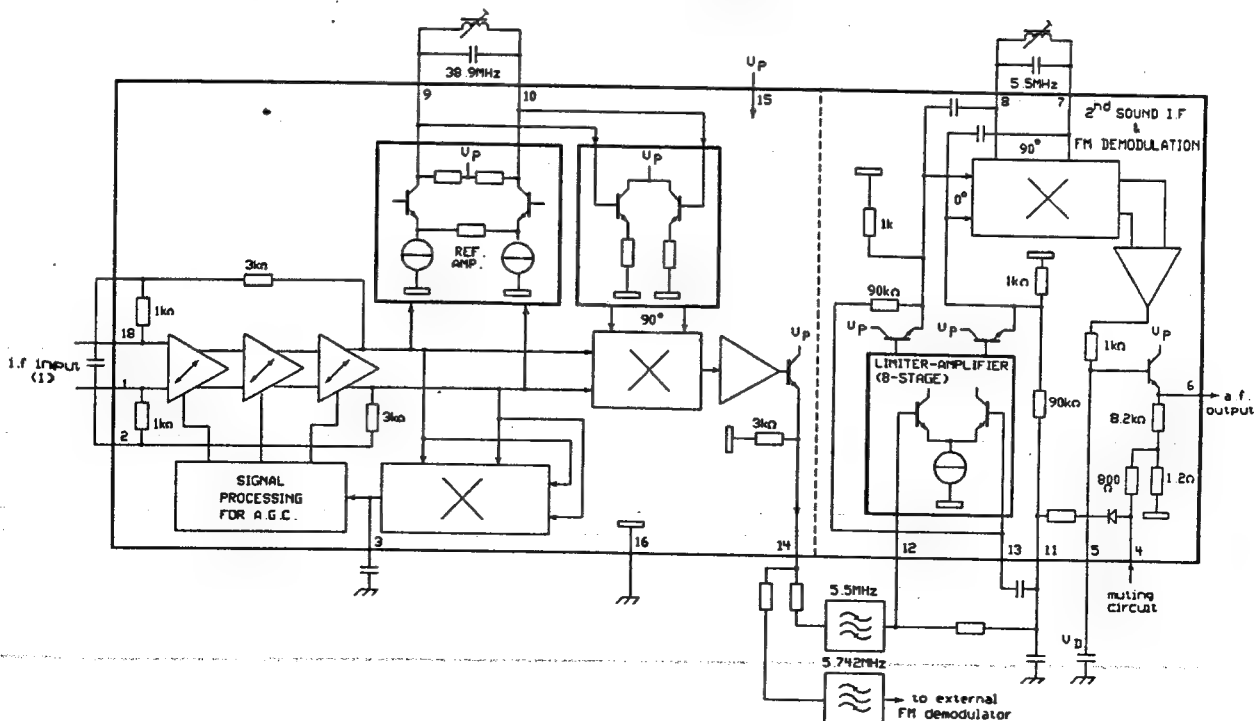 38.9MHz
9
10
U_P
15
5.5MHz
8
7
2nd SOUND I.F
&
FM DEMODULATION
90°
0°
U_P
U_P
REF.
AMP.
1k
3kΩ
1kΩ
18
i.f input
(1)
1
1kΩ
2
3kΩ
90°
U_P
3kΩ
90kΩ
1kΩ
U_P
U_P
LIMITER-AMPLIFIER
(8-STAGE)
90kΩ
1kΩ
U_P
6
a.f.
output
8.2kΩ
800
Ω
1.2Ω
SIGNAL
PROCESSING
FOR A.G.C.
3
16
14
12
13
11
5
4
muting
circuit
5.5MHz
U_D
5.742MHz
to external
FM demodulator